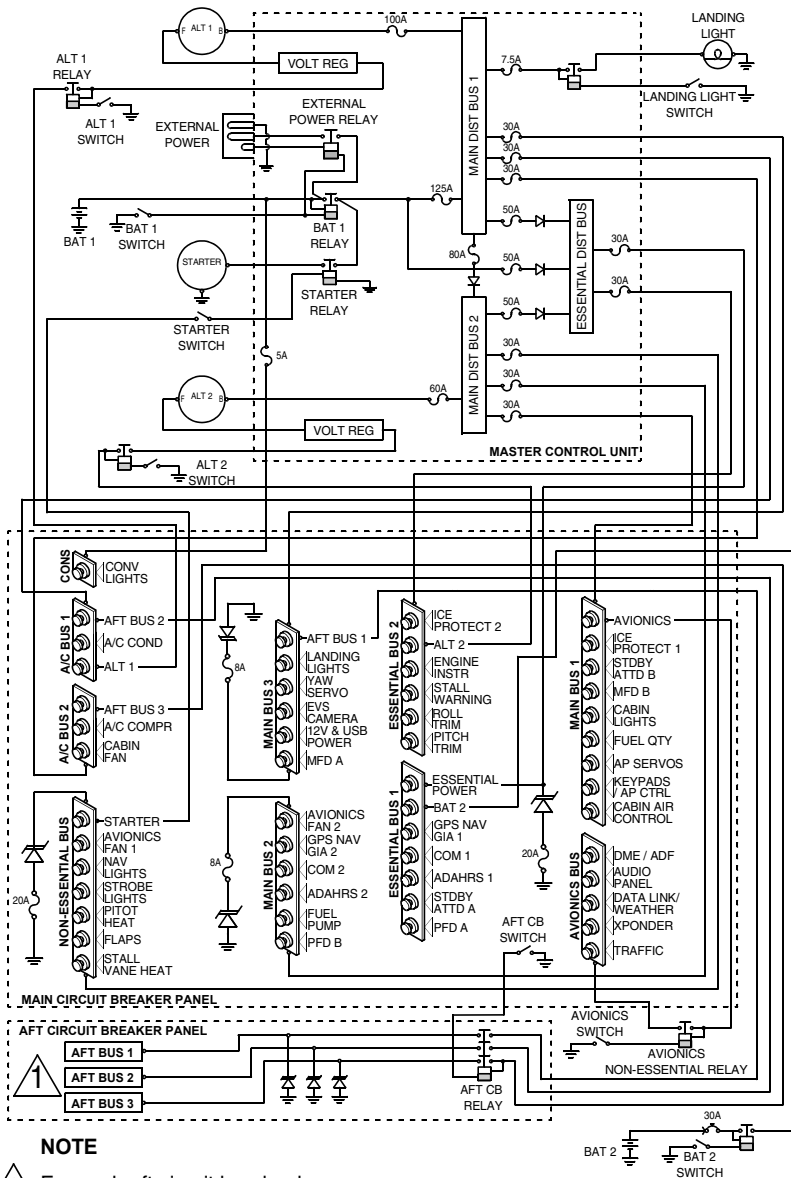 ALT 1
F
B
100A
VOLT REG
ALT 1
RELAY
ALT 1
SWITCH
EXTERNAL
POWER
EXTERNAL
POWER RELAY
MAIN DIST BUS 1
7.5A
LANDING
LIGHT
LANDING LIGHT
SWITCH
30A
30A
30A
BAT 1
BAT 1
SWITCH
BAT 1
RELAY
125A
50A
80A
50A
50A
ESSENTIAL DIST BUS
30A
30A
STARTER
STARTER
RELAY
STARTER
SWITCH
5A
MAIN DIST BUS 2
30A
30A
30A
F
ALT 2
B
60A
VOLT REG
ALT 2
SWITCH
MASTER CONTROL UNIT
CONS
CONV
LIGHTS
A/C BUS 1
AFT BUS 2
A/C COND
ALT 1
A/C BUS 2
AFT BUS 3
A/C COMPR
CABIN
FAN
NON-ESSENTIAL BUS
STARTER
AVIONICS
FAN 1
NAV
LIGHTS
STROBE
LIGHTS
PITOT
HEAT
FLAPS
STALL
VANE HEAT
20A
8A
MAIN BUS 3
AFT BUS 1
LANDING
LIGHTS
YAW
SERVO
EVS
CAMERA
12V & USB
POWER
MFD A
8A
MAIN BUS 2
AVIONICS
FAN 2
GPS NAV
GIA 2
COM 2
ADAHRS 2
FUEL
PUMP
PFD B
ESSENTIAL BUS 2
ICE
PROTECT 2
ALT 2
ENGINE
INSTR
STALL
WARNING
ROLL
TRIM
PITCH
TRIM
ESSENTIAL BUS 1
ESSENTIAL
POWER
BAT 2
GPS NAV
GIA 1
COM 1
ADAHRS 1
STDBY
ATTD A
PFD A
20A
MAIN BUS 1
AVIONICS
ICE
PROTECT 1
STDBY
ATTD B
MFD B
CABIN
LIGHTS
FUEL QTY
AP SERVOS
KEYPADS
/ AP CTRL
CABIN AIR
CONTROL
AVIONICS BUS
DME / ADF
AUDIO
PANEL
DATA LINK/
WEATHER
XPONDER
TRAFFIC
AFT CB
SWITCH
MAIN CIRCUIT BREAKER PANEL
AFT CIRCUIT BREAKER PANEL
1
AFT BUS 1
AFT BUS 2
AFT BUS 3
AFT CB
RELAY
AVIONICS
SWITCH
AVIONICS
NON-ESSENTIAL RELAY
30A
BAT 2
BAT 2
SWITCH
NOTE